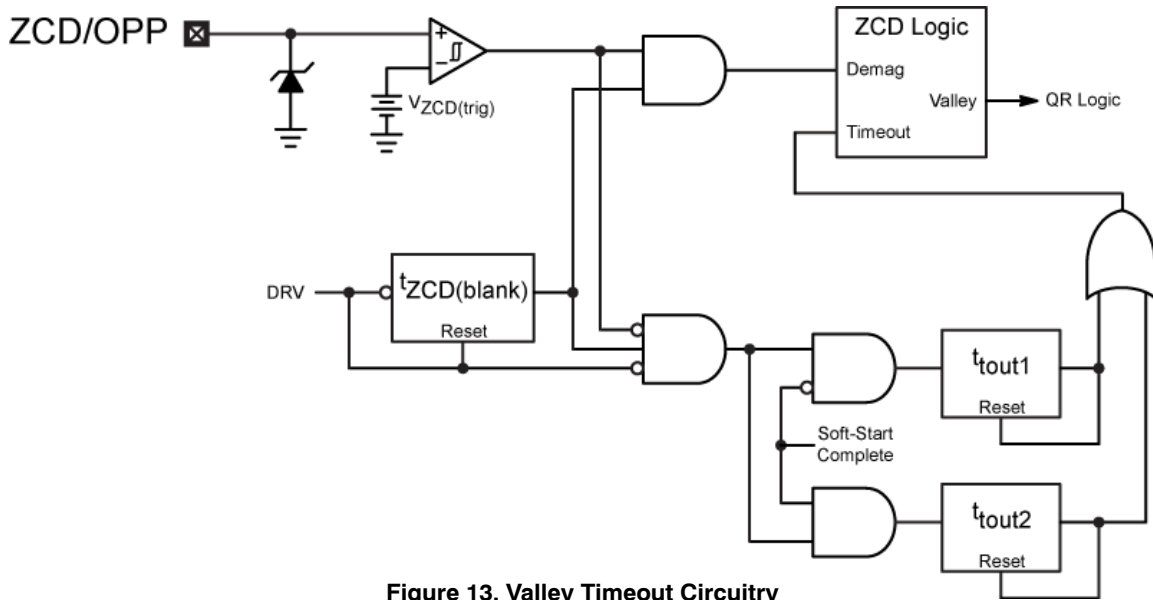 ZCD/OPP
+
–
VZCD(trig)
ZCD Logic
Demag
Valley
QR Logic
Timeout
DRV
tZCD(blank)
Reset
ttout1
Reset
Soft-Start
Complete
ttout2
Reset
Figure 13. Valley Timeout Circuitry